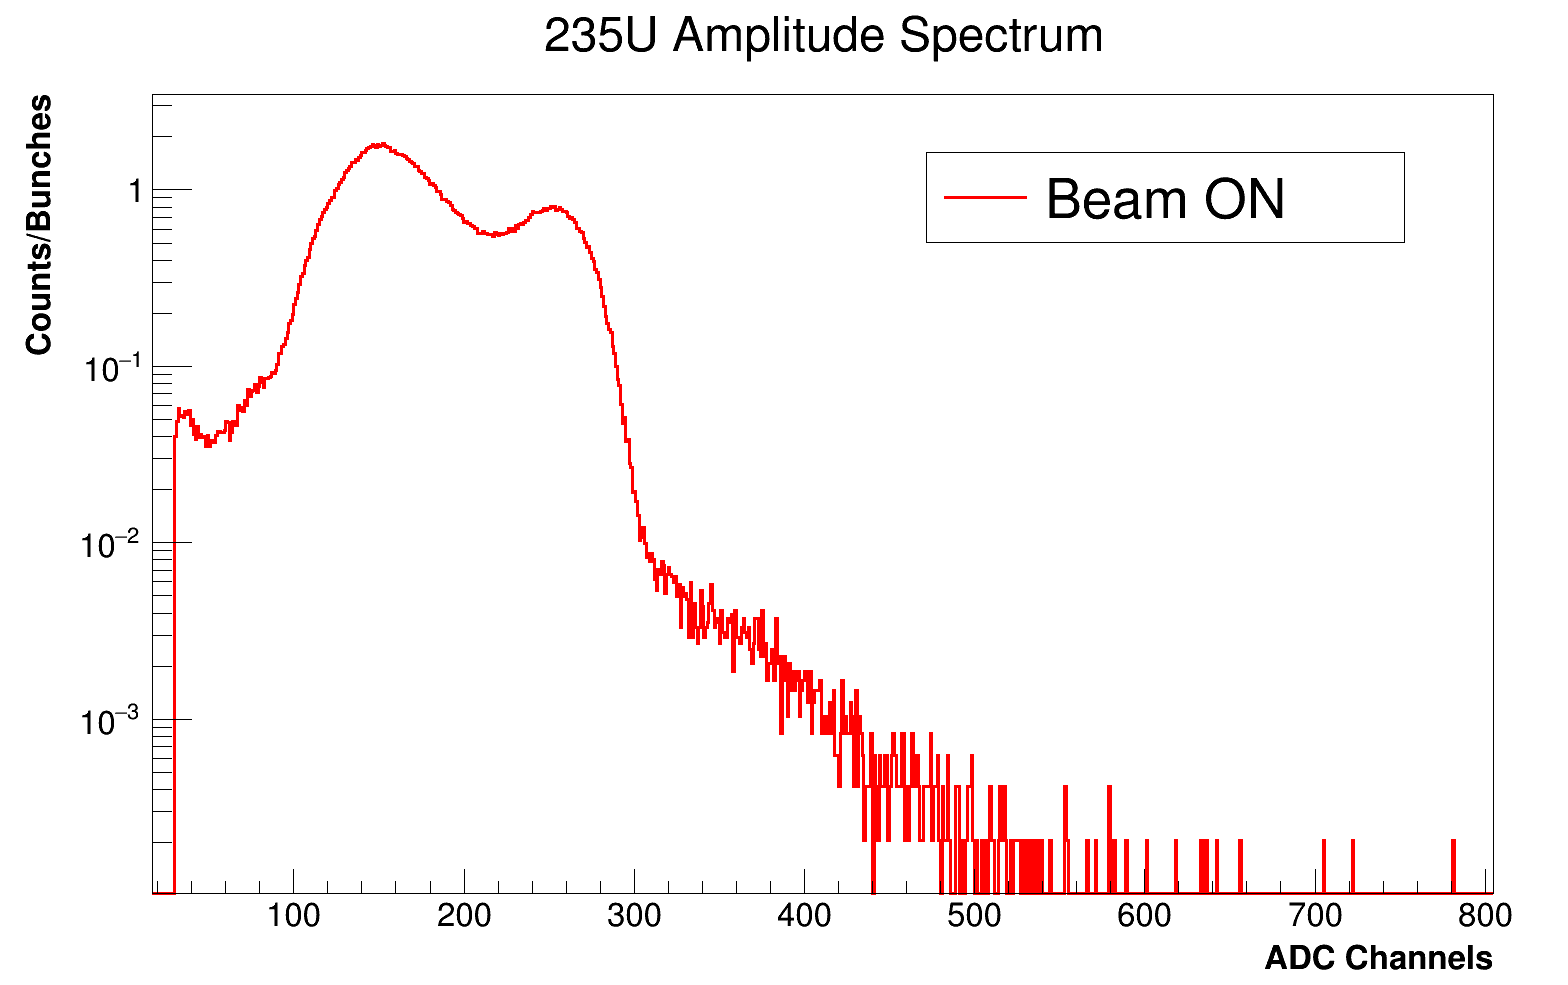 235U Amplitude Spectrum
Counts/Bunches
Beam ON
1
10⁻¹
10⁻²
10⁻³
100 200 300 400 500 600 700 800
ADC Channels